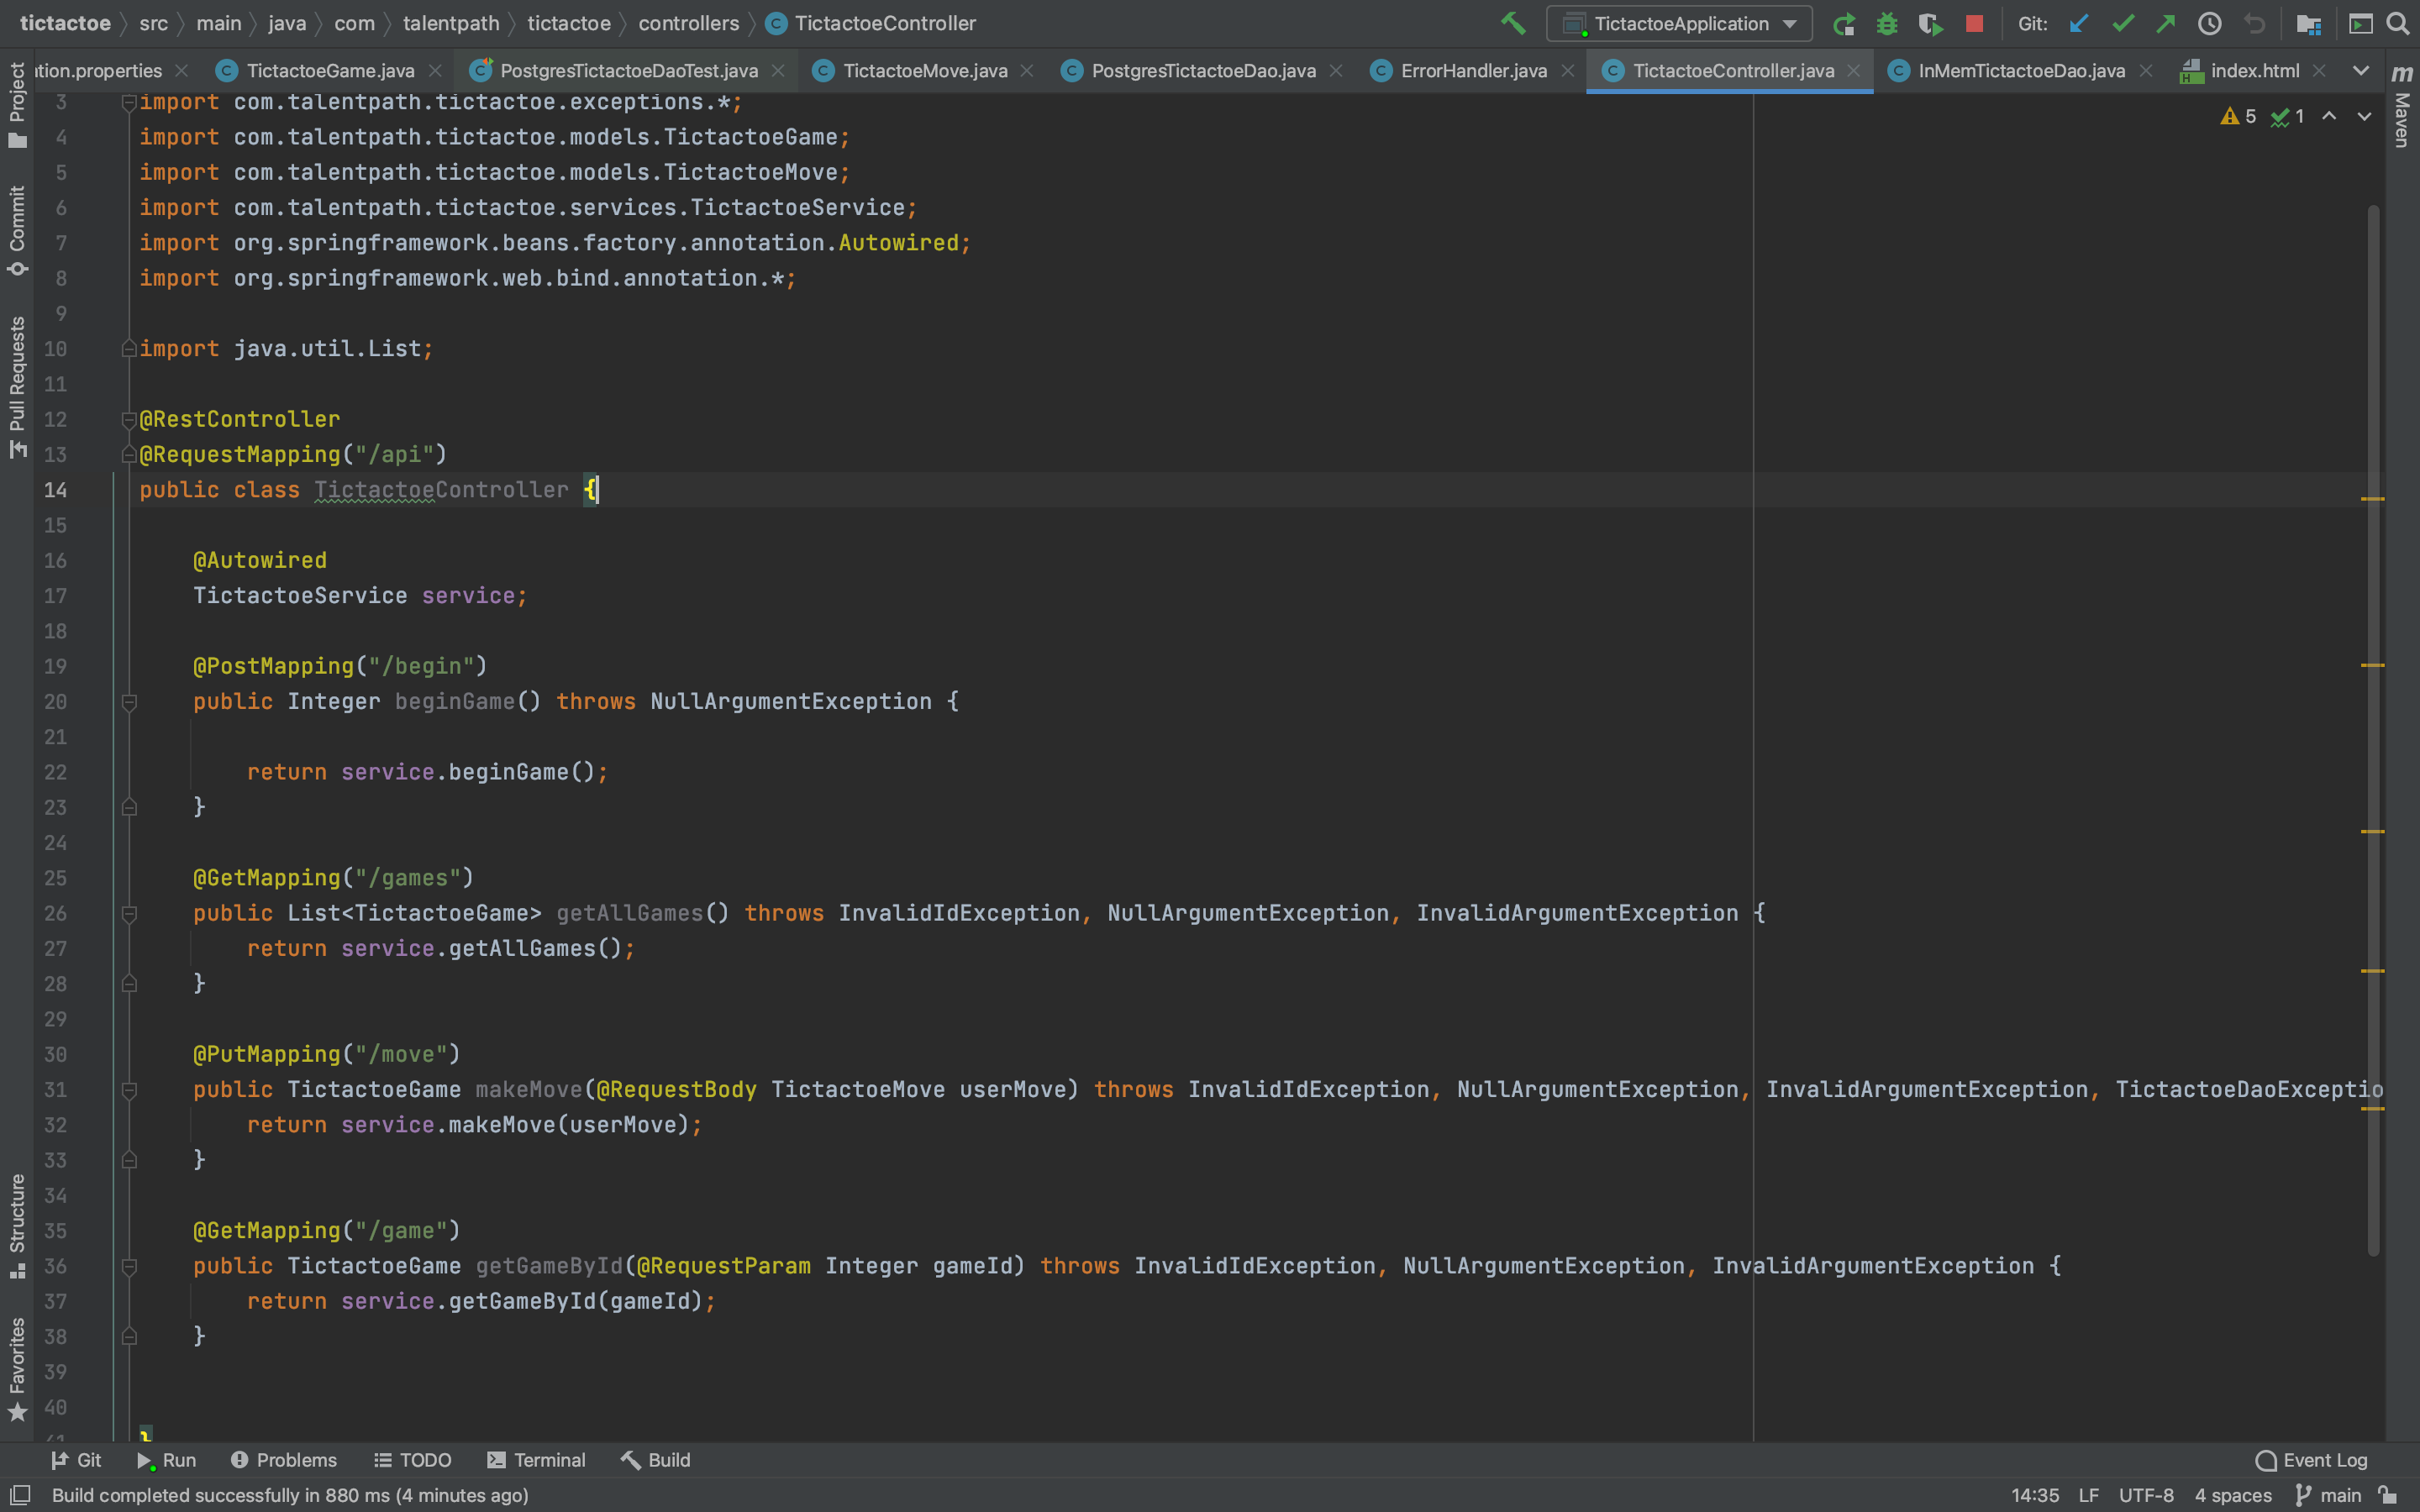 tictactoe src main java com talentpath tictactoe controllers TictactoeController TictactoeApplication Git:
ation.properties TictactoeGame.java PostgresTictactoeDaoTest.java TictactoeMove.java PostgresTictactoeDao.java ErrorHandler.java TictactoeController.java InMemTictactoeDao.java index.html
Project
Commit
Pull Requests
Structure
Favorites
m Maven
5 1
3 import com.talentpath.tictactoe.exceptions.*;
4 import com.talentpath.tictactoe.models.TictactoeGame;
5 import com.talentpath.tictactoe.models.TictactoeMove;
6 import com.talentpath.tictactoe.services.TictactoeService;
7 import org.springframework.beans.factory.annotation.Autowired;
8 import org.springframework.web.bind.annotation.*;
9
10 import java.util.List;
11
12 @RestController
13 @RequestMapping("/api")
14 public class TictactoeController {
15
16 @Autowired
17 TictactoeService service;
18
19 @PostMapping("/begin")
20 public Integer beginGame() throws NullArgumentException {
21
22 return service.beginGame();
23 }
24
25 @GetMapping("/games")
26 public List<TictactoeGame> getAllGames() throws InvalidIdException, NullArgumentException, InvalidArgumentException {
27 return service.getAllGames();
28 }
29
30 @PutMapping("/move")
31 public TictactoeGame makeMove(@RequestBody TictactoeMove userMove) throws InvalidIdException, NullArgumentException, InvalidArgumentException, TictactoeDaoExceptio
32 return service.makeMove(userMove);
33 }
34
35 @GetMapping("/game")
36 public TictactoeGame getGameById(@RequestParam Integer gameId) throws InvalidIdException, NullArgumentException, InvalidArgumentException {
37 return service.getGameById(gameId);
38 }
39
40
41 }
Git Run Problems TODO Terminal Build Event Log
Build completed successfully in 880 ms (4 minutes ago) 14:35 LF UTF-8 4 spaces main